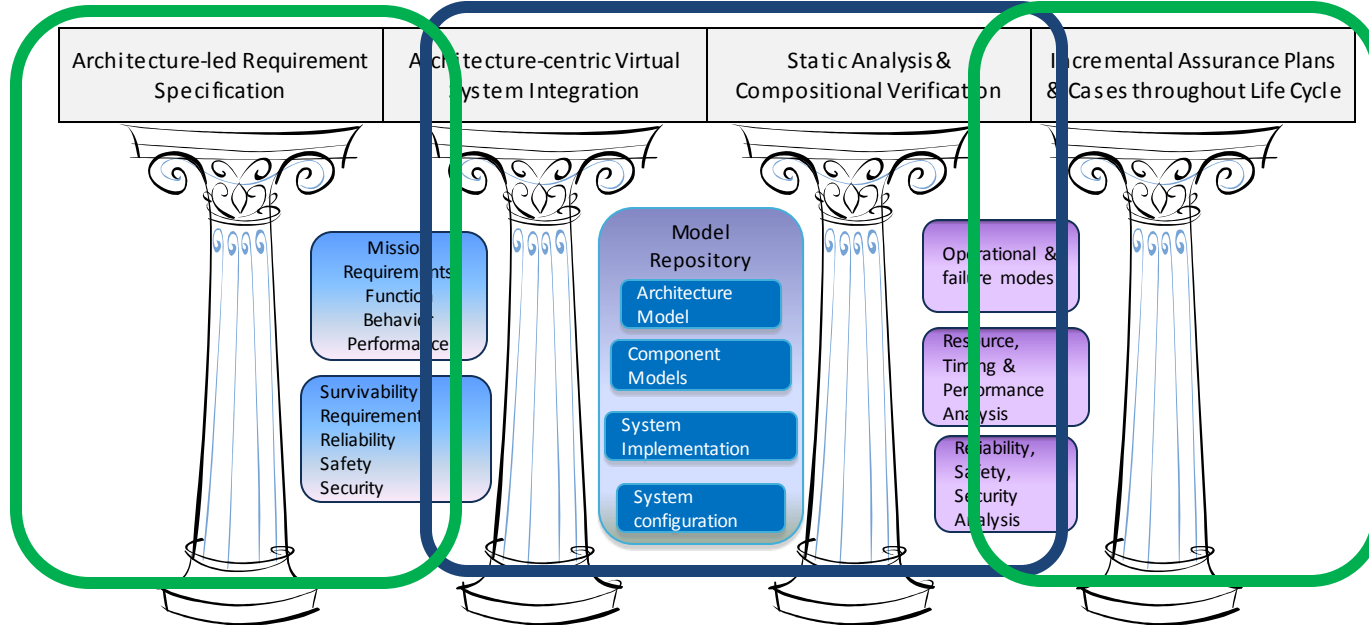 Architecture-led Requirement
Specification
Architecture-centric Virtual
System Integration
Static Analysis &
Compositional Verification
Incremental Assurance Plans
& Cases throughout Life Cycle
Mission
Requirements
Function
Behavior
Performance
Survivability
Requirements
Reliability
Safety
Security
Model
Repository
Architecture
Model
Component
Models
System
Implementation
System
configuration
Operational &
failure modes
Resource,
Timing &
Performance
Analysis
Reliability,
Safety,
Security
Analysis